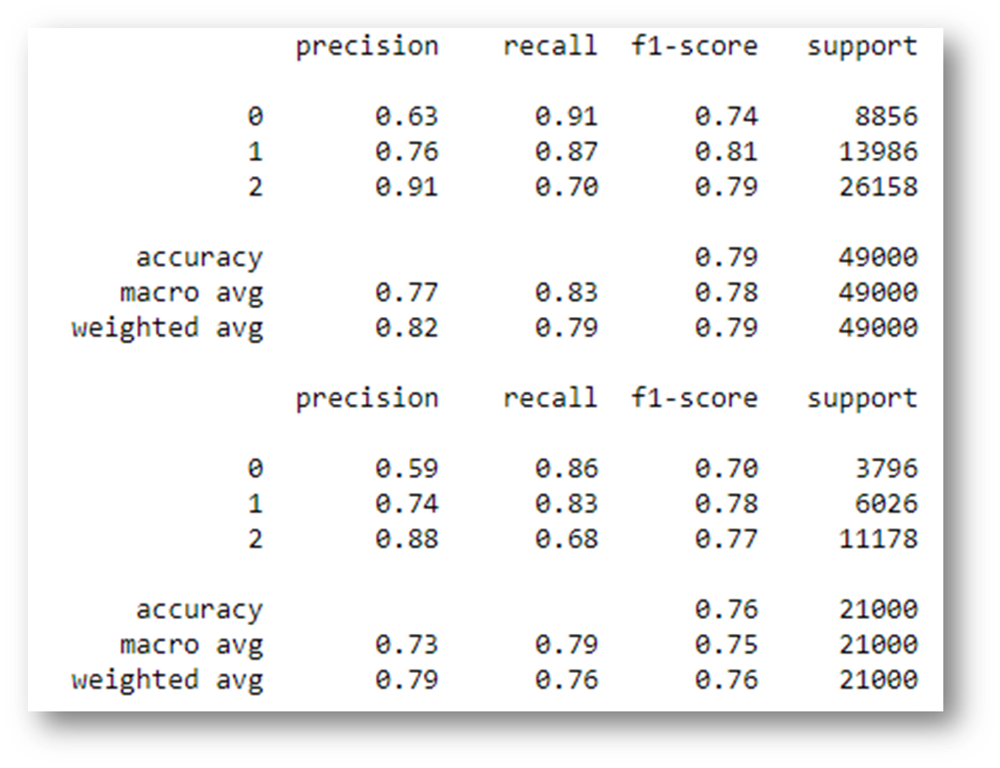 precision recall f1-score support
0 0.63 0.91 0.74 8856
1 0.76 0.87 0.81 13986
2 0.91 0.70 0.79 26158
accuracy 0.79 49000
macro avg 0.77 0.83 0.78 49000
weighted avg 0.82 0.79 0.79 49000
precision recall f1-score support
0 0.59 0.86 0.70 3796
1 0.74 0.83 0.78 6026
2 0.88 0.68 0.77 11178
accuracy 0.76 21000
macro avg 0.73 0.79 0.75 21000
weighted avg 0.79 0.76 0.76 21000